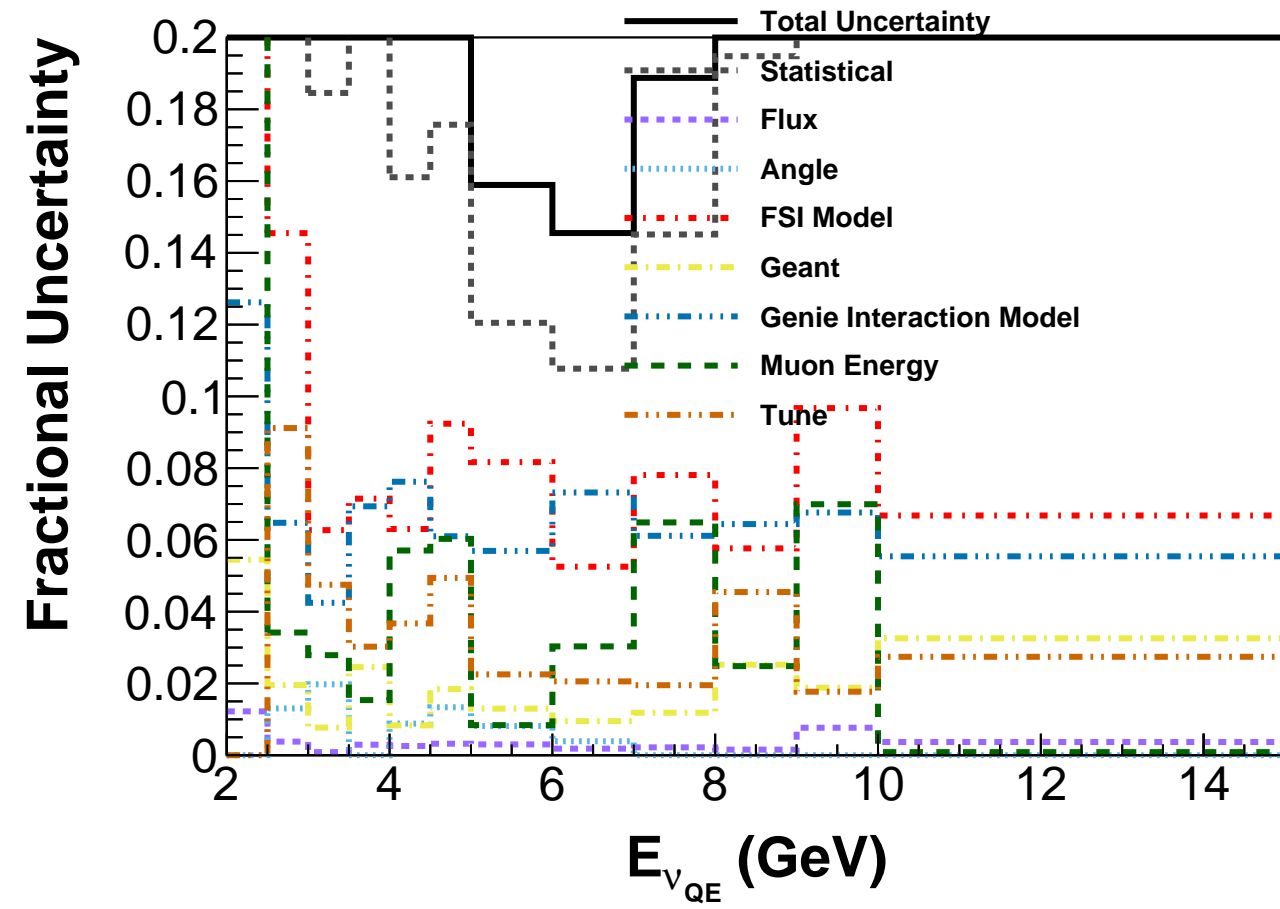 Total Uncertainty
Statistical
Flux
Angle
FSI Model
Geant
Genie Interaction Model
Muon Energy
Tune
Fractional Uncertainty
0.2
0.18
0.16
0.14
0.12
0.1
0.08
0.06
0.04
0.02
0
2 4 6 8 10 12 14
E_ν_QE (GeV)